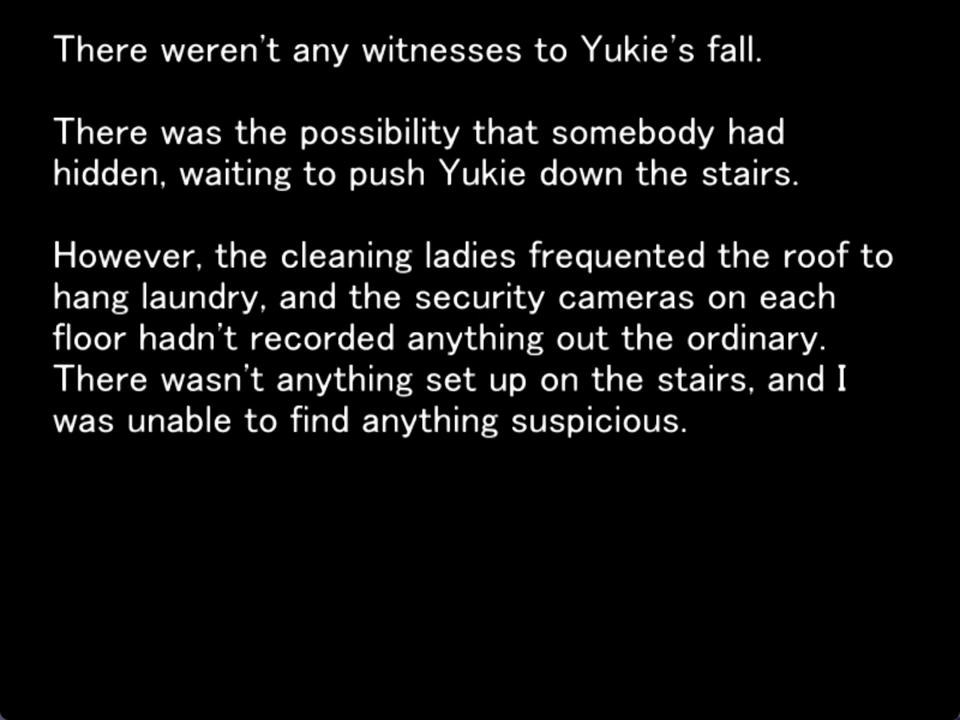 There weren't any witnesses to Yukie's fall.
There was the possibility that somebody had
hidden, waiting to push Yukie down the stairs.
However, the cleaning ladies frequented the roof to
hang laundry, and the security cameras on each
floor hadn't recorded anything out the ordinary.
There wasn't anything set up on the stairs, and I
was unable to find anything suspicious.